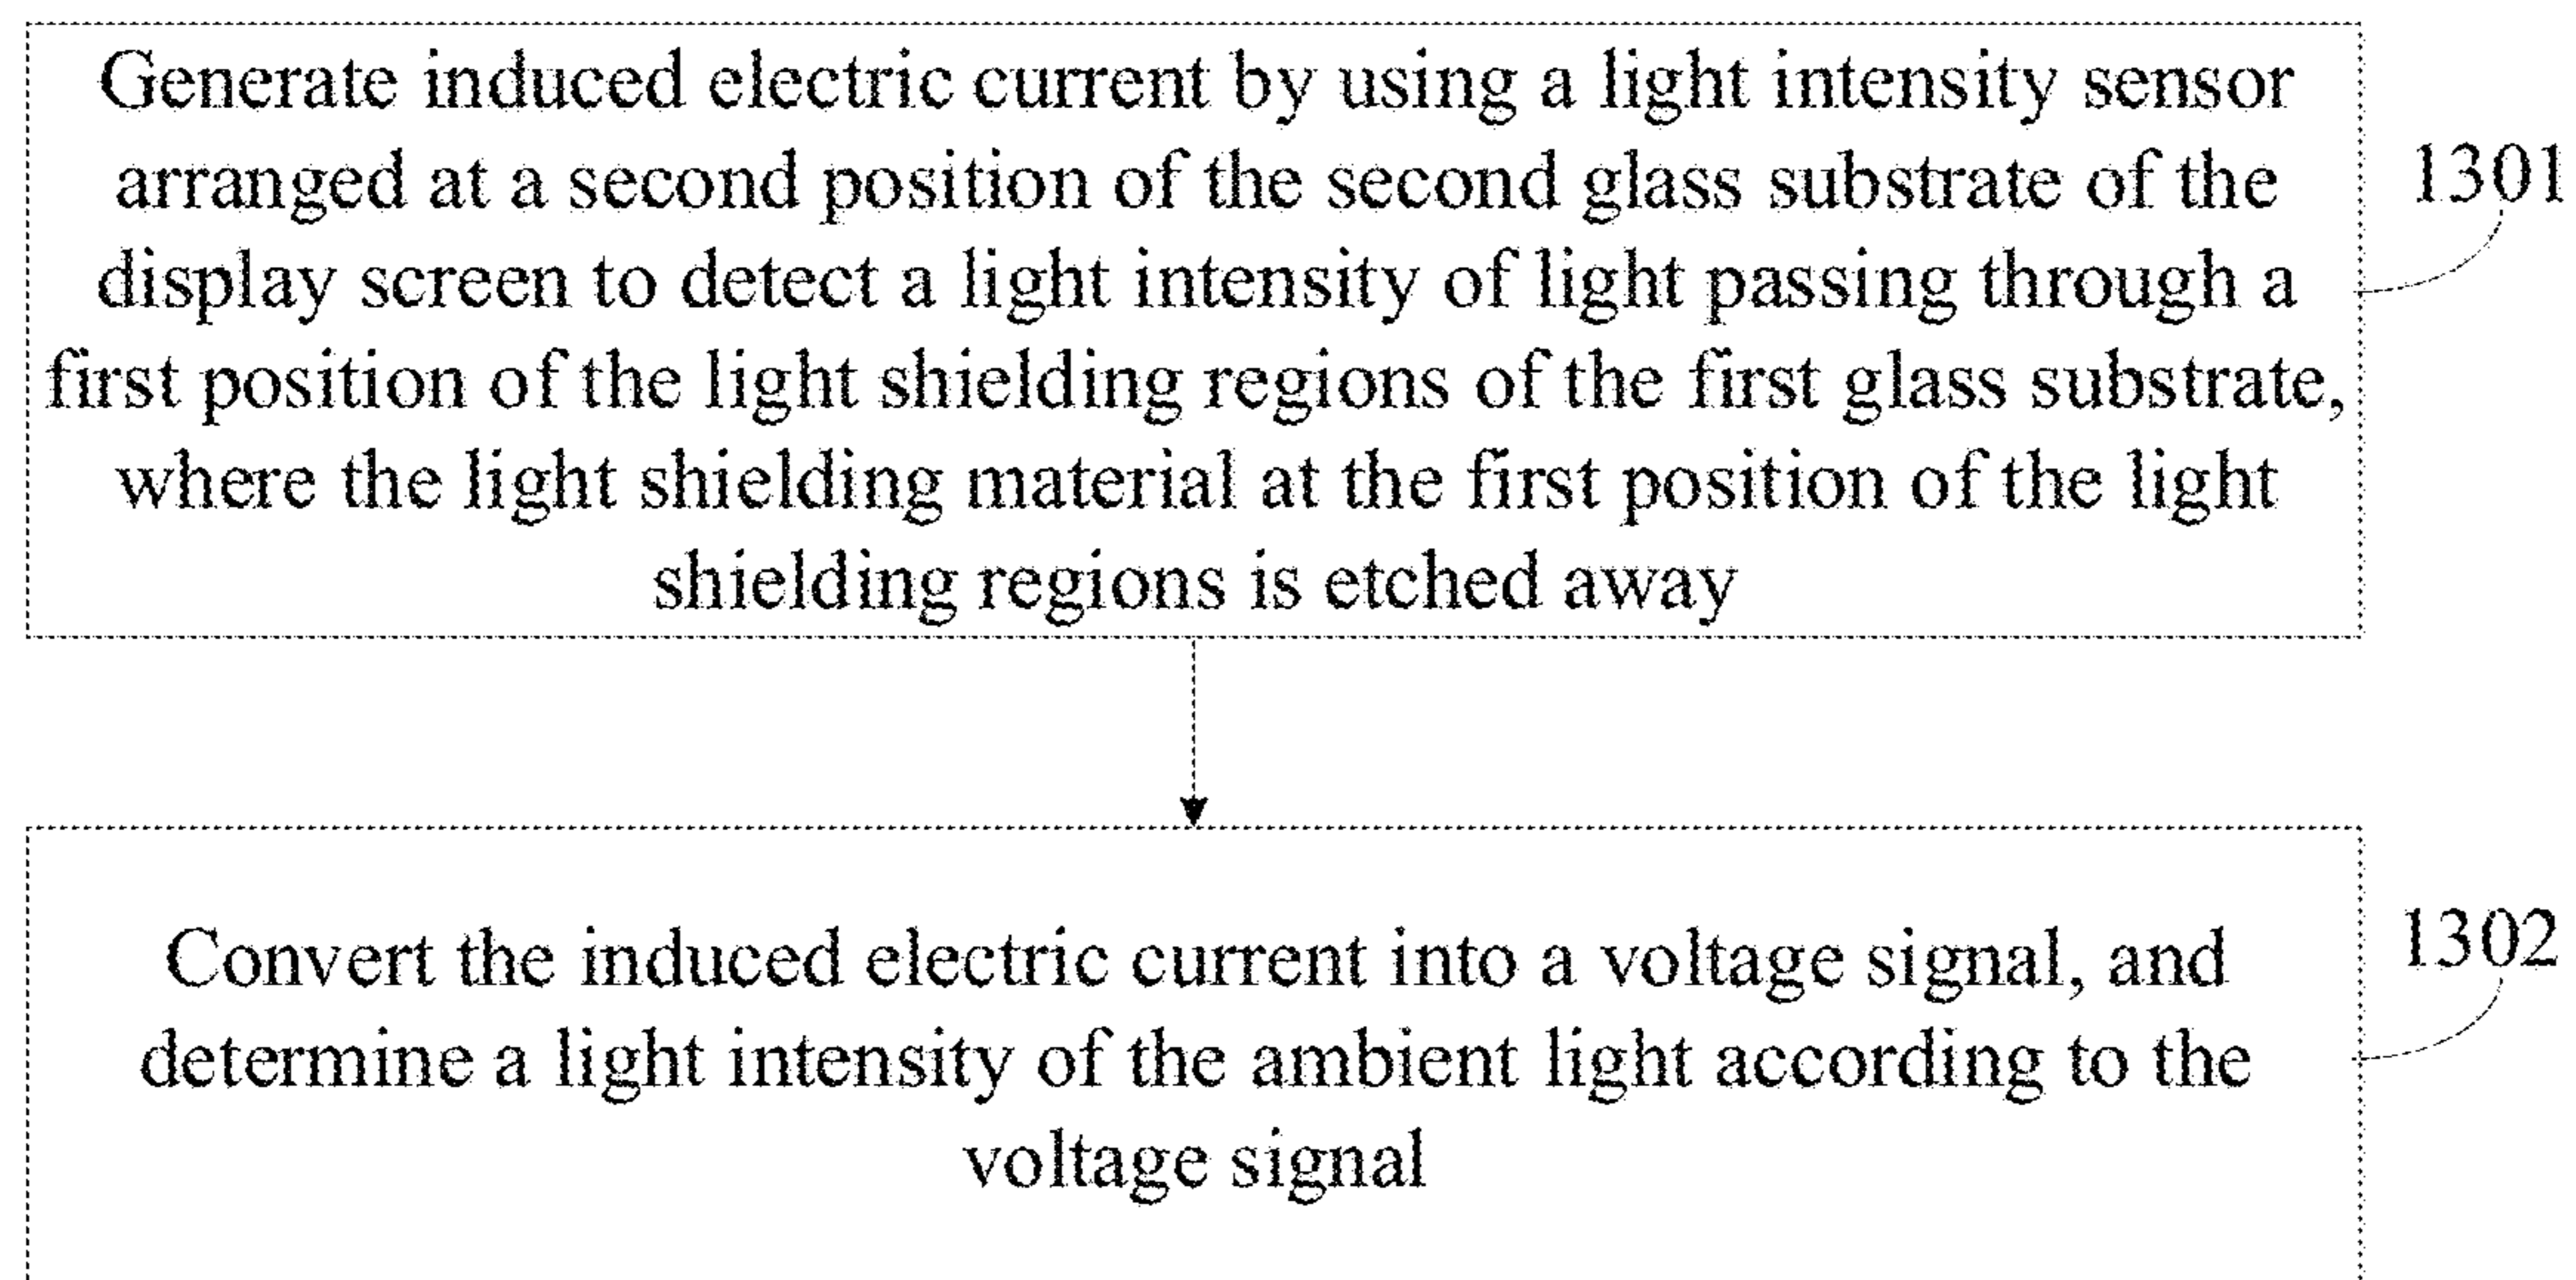 Generate induced electric current by using a light intensity sensor
arranged at a second position of the second glass substrate of the
display screen to detect a light intensity of light passing through a
first position of the light shielding regions of the first glass substrate,
where the light shielding material at the first position of the light
shielding regions is etched away
1301
Convert the induced electric current into a voltage signal, and
determine a light intensity of the ambient light according to the
voltage signal
1302